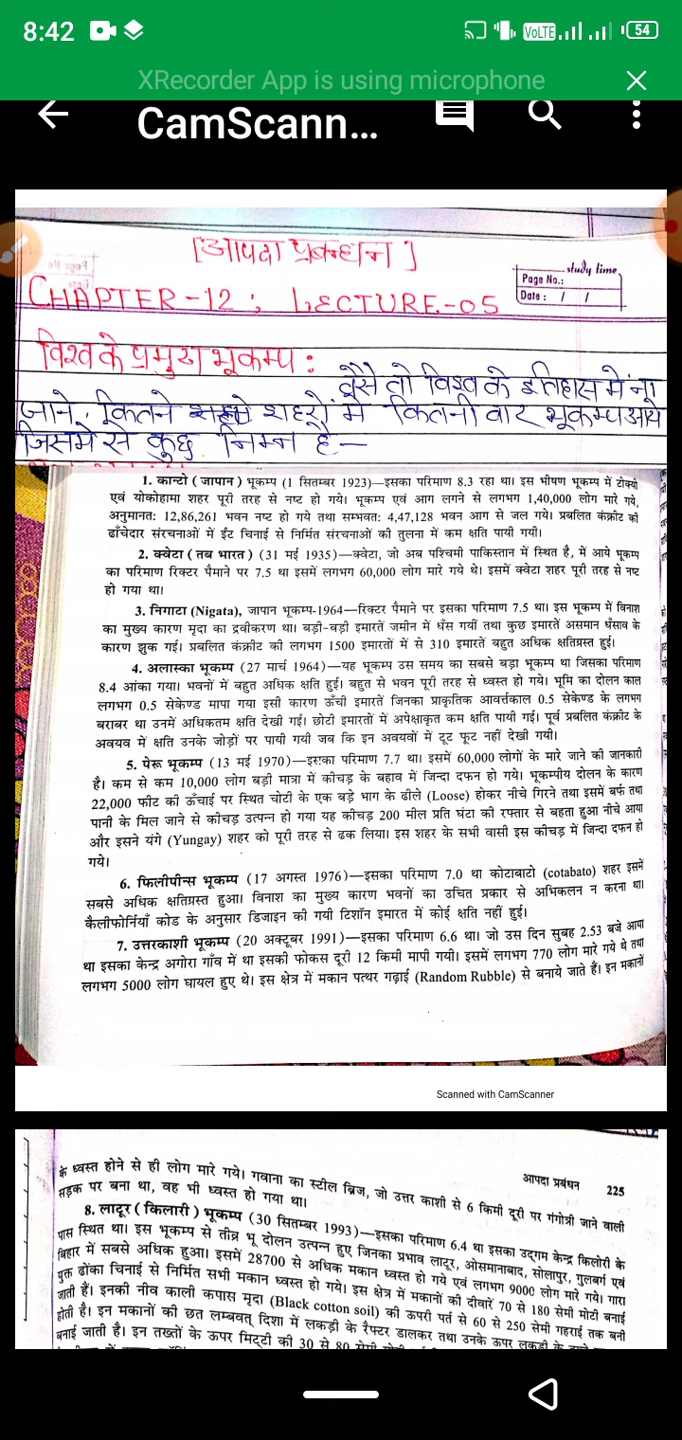 8:42
VoLTE
54
XRecorder App is using microphone
CamScann...
[आपदा प्रबन्धन]
study time
Page No.:
CHAPTER-12 ; LECTURE-05
Date : / /
विश्व के प्रमुख भूकम्प :
वैसे तो विश्व के इतिहास में ना
जाने कितने शहरों में कितनी बार भूकम्प आये
जिसमे से कुछ निम्न है –
1. कान्टो ( जापान ) भूकम्प (1 सितम्बर 1923)—इसका परिमाण 8.3 रहा था। इस भीषण भूकम्प में टोक्यो
एवं योकोहामा शहर पूरी तरह से नष्ट हो गये। भूकम्प एवं आग लगने से लगभग 1,40,000 लोग मारे गये,
अनुमानत: 12,86,261 भवन नष्ट हो गये तथा सम्भवत: 4,47,128 भवन आग से जल गये। प्रबलित कंक्रीट की
ढाँचेदार संरचनाओं में ईंट चिनाई से निर्मित संरचनाओं की तुलना में कम क्षति पायी गयी।
2. क्वेटा ( तब भारत ) (31 मई 1935)—क्वेटा, जो अब पश्चिमी पाकिस्तान में स्थित है, में आये भूकम्प
का परिमाण रिक्टर पैमाने पर 7.5 था इसमें लगभग 60,000 लोग मारे गये थे। इसमें क्वेटा शहर पूरी तरह से नष्ट
हो गया था।
3. निगाटा (Nigata), जापान भूकम्प-1964—रिक्टर पैमाने पर इसका परिमाण 7.5 था। इस भूकम्प में विनाश
का मुख्य कारण मृदा का द्रवीकरण था। बड़ी-बड़ी इमारतें जमीन में धँस गयीं तथा कुछ इमारतें असमान धँसाव के
कारण झुक गई। प्रबलित कंक्रीट की लगभग 1500 इमारतों में से 310 इमारतें बहुत अधिक क्षतिग्रस्त हुई।
4. अलास्का भूकम्प (27 मार्च 1964)—यह भूकम्प उस समय का सबसे बड़ा भूकम्प था जिसका परिमाण
8.4 आंका गया। भवनों में बहुत अधिक क्षति हुई। बहुत से भवन पूरी तरह से ध्वस्त हो गये। भूमि का दोलन काल
लगभग 0.5 सेकेण्ड मापा गया इसी कारण ऊँची इमारतें जिनका प्राकृतिक आवर्त्तकाल 0.5 सेकेण्ड के लगभग
बराबर था उनमें अधिकतम क्षति देखी गई। छोटी इमारतों में अपेक्षाकृत कम क्षति पायी गयी। पूर्व प्रबलित कंक्रीट के
अवयव में क्षति उनके जोड़ों पर पायी गयी जब कि इन अवयवों में टूट फूट नहीं देखी गयी।
5. पेरू भूकम्प (13 मई 1970)—इसका परिमाण 7.7 था। इसमें 60,000 लोगों के मारे जाने की जानकारी
है। कम से कम 10,000 लोग बड़ी मात्रा में कीचड़ के बहाव में जिन्दा दफन हो गये। भूकम्पीय दोलन के कारण
22,000 फीट की ऊँचाई पर स्थित चोटी के एक बड़े भाग के ढीले (Loose) होकर नीचे गिरने तथा इसमें बर्फ तथा
पानी के मिल जाने से कीचड़ उत्पन्न हो गया यह कीचड़ 200 मील प्रति घंटा की रफ्तार से बहता हुआ नीचे आया
और इसने यंगे (Yungay) शहर को पूरी तरह से ढक लिया। इस शहर के सभी वासी इस कीचड़ में जिन्दा दफन हो
गये।
6. फिलीपीन्स भूकम्प (17 अगस्त 1976)—इसका परिमाण 7.0 था कोटाबाटो (cotabato) शहर इसमें
सबसे अधिक क्षतिग्रस्त हुआ। विनाश का मुख्य कारण भवनों का उचित प्रकार से अभिकलन न करना था।
कैलीफोर्नियाँ कोड के अनुसार डिजाइन की गयी टिशॉन इमारत में कोई क्षति नहीं हुई।
7. उत्तरकाशी भूकम्प (20 अक्टूबर 1991)—इसका परिमाण 6.6 था। जो उस दिन सुबह 2.53 बजे आया
था इसका केन्द्र अगोरा गाँव में था इसकी फोकस दूरी 12 किमी मापी गयी। इसमें लगभग 770 लोग मारे गये थे तथा
लगभग 5000 लोग घायल हुए थे। इस क्षेत्र में मकान पत्थर गढ़ाई (Random Rubble) से बनाये जाते हैं। इन मकानों
Scanned with CamScanner
आपदा प्रबंधन 225
के ध्वस्त होने से ही लोग मारे गये। गवाना का स्टील ब्रिज, जो उत्तर काशी से 6 किमी दूरी पर गंगोत्री जाने वाली
सड़क पर बना था, वह भी ध्वस्त हो गया था।
8. लादूर ( किलारी ) भूकम्प (30 सितम्बर 1993)—इसका परिमाण 6.4 था इसका उद्गम केन्द्र किलोरी के
पास स्थित था। इस भूकम्प से तीव्र भू दोलन उत्पन्न हुए जिनका प्रभाव लाटूर, ओसमानाबाद, सोलापुर, गुलबर्ग एवं
बिहार में सबसे अधिक हुआ। इसमें 28700 से अधिक मकान ध्वस्त हो गये एवं लगभग 9000 लोग मारे गये। गारा
युक्त ढोंका चिनाई से निर्मित सभी मकान ध्वस्त हो गये। इस क्षेत्र में मकानों की दीवारें 70 से 180 सेमी मोटी बनाई
जाती हैं। इनकी नीव काली कपास मृदा (Black cotton soil) की ऊपरी पर्त से 60 से 250 सेमी गहराई तक बनी
होती है। इन मकानों की छत लम्बवत् दिशा में लकड़ी के रैफ्टर डालकर तथा उनके ऊपर लकड़ी के
बनाई जाती है। इन तख्तों के ऊपर मिट्टी की 30 से 80 सेमी